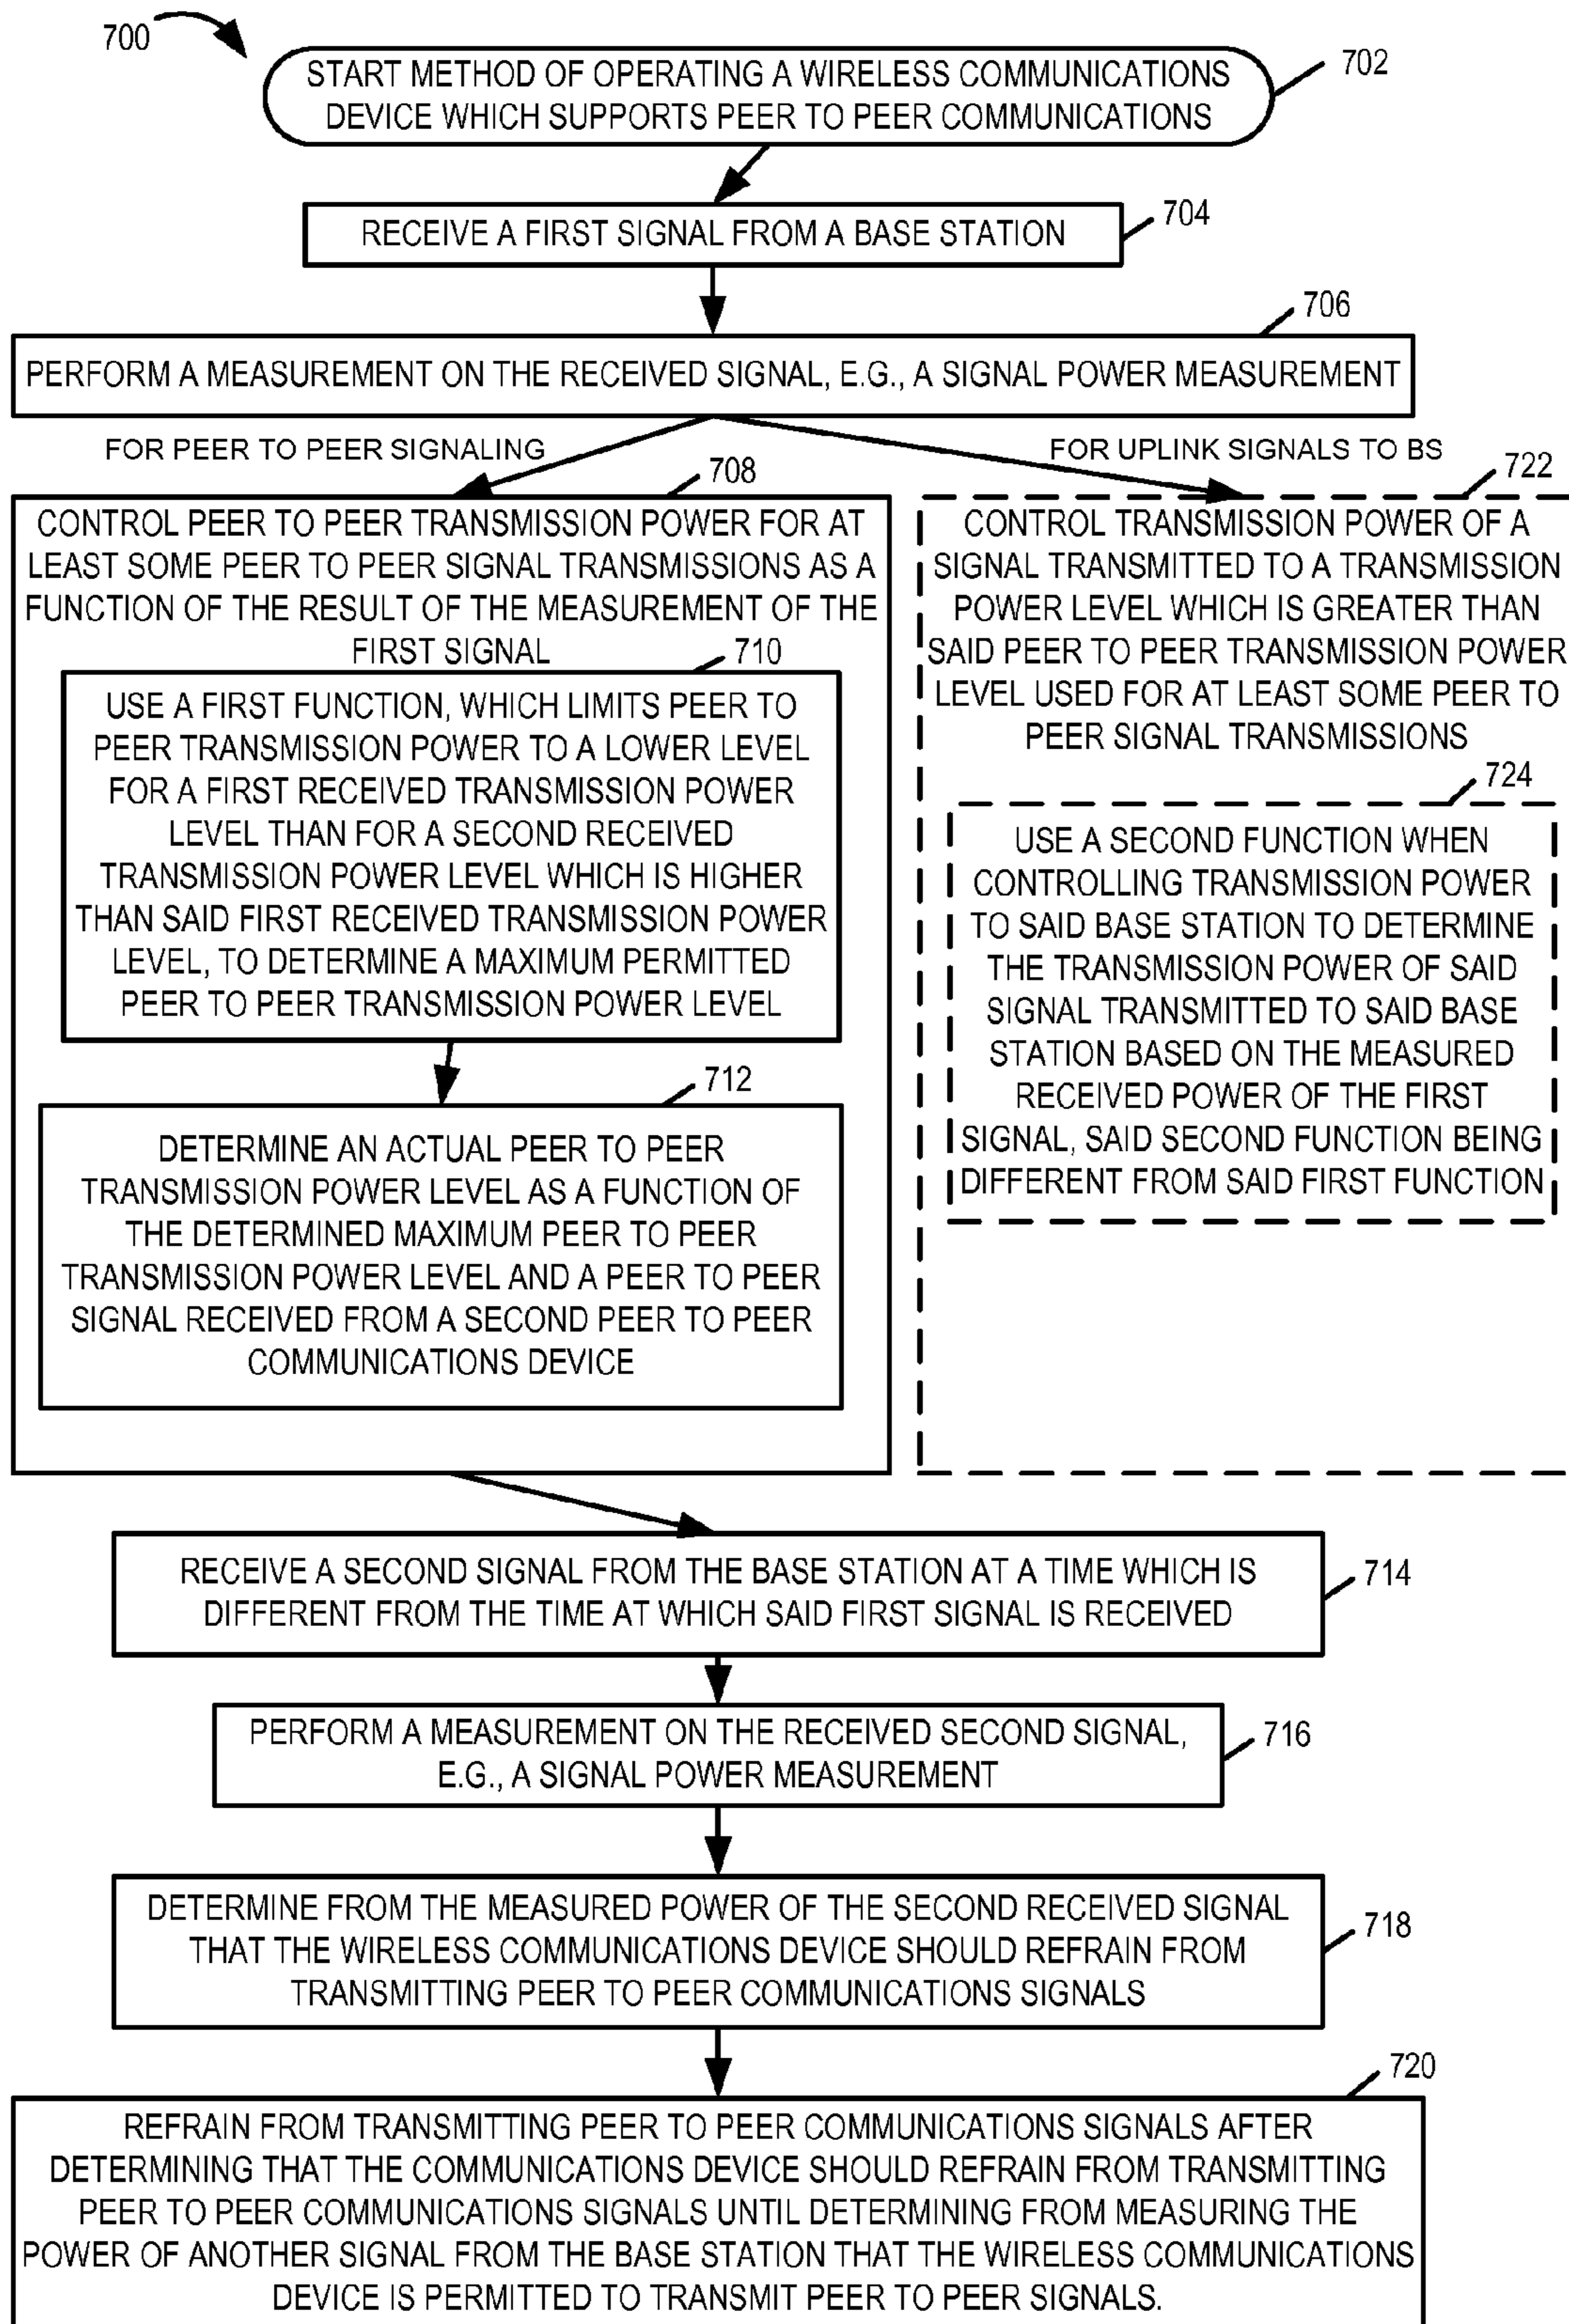 700
START METHOD OF OPERATING A WIRELESS COMMUNICATIONS
DEVICE WHICH SUPPORTS PEER TO PEER COMMUNICATIONS
702
RECEIVE A FIRST SIGNAL FROM A BASE STATION
704
706
PERFORM A MEASUREMENT ON THE RECEIVED SIGNAL, E.G., A SIGNAL POWER MEASUREMENT
FOR PEER TO PEER SIGNALING
708
CONTROL PEER TO PEER TRANSMISSION POWER FOR AT
LEAST SOME PEER TO PEER SIGNAL TRANSMISSIONS AS A
FUNCTION OF THE RESULT OF THE MEASUREMENT OF THE
FIRST SIGNAL
710
USE A FIRST FUNCTION, WHICH LIMITS PEER TO
PEER TRANSMISSION POWER TO A LOWER LEVEL
FOR A FIRST RECEIVED TRANSMISSION POWER
LEVEL THAN FOR A SECOND RECEIVED
TRANSMISSION POWER LEVEL WHICH IS HIGHER
THAN SAID FIRST RECEIVED TRANSMISSION POWER
LEVEL, TO DETERMINE A MAXIMUM PERMITTED
PEER TO PEER TRANSMISSION POWER LEVEL
712
DETERMINE AN ACTUAL PEER TO PEER
TRANSMISSION POWER LEVEL AS A FUNCTION OF
THE DETERMINED MAXIMUM PEER TO PEER
TRANSMISSION POWER LEVEL AND A PEER TO PEER
SIGNAL RECEIVED FROM A SECOND PEER TO PEER
COMMUNICATIONS DEVICE
FOR UPLINK SIGNALS TO BS
722
CONTROL TRANSMISSION POWER OF A
SIGNAL TRANSMITTED TO A TRANSMISSION
POWER LEVEL WHICH IS GREATER THAN
SAID PEER TO PEER TRANSMISSION POWER
LEVEL USED FOR AT LEAST SOME PEER TO
PEER SIGNAL TRANSMISSIONS
724
USE A SECOND FUNCTION WHEN
CONTROLLING TRANSMISSION POWER
TO SAID BASE STATION TO DETERMINE
THE TRANSMISSION POWER OF SAID
SIGNAL TRANSMITTED TO SAID BASE
STATION BASED ON THE MEASURED
RECEIVED POWER OF THE FIRST
SIGNAL, SAID SECOND FUNCTION BEING
DIFFERENT FROM SAID FIRST FUNCTION
RECEIVE A SECOND SIGNAL FROM THE BASE STATION AT A TIME WHICH IS
DIFFERENT FROM THE TIME AT WHICH SAID FIRST SIGNAL IS RECEIVED
714
PERFORM A MEASUREMENT ON THE RECEIVED SECOND SIGNAL,
E.G., A SIGNAL POWER MEASUREMENT
716
DETERMINE FROM THE MEASURED POWER OF THE SECOND RECEIVED SIGNAL
THAT THE WIRELESS COMMUNICATIONS DEVICE SHOULD REFRAIN FROM
TRANSMITTING PEER TO PEER COMMUNICATIONS SIGNALS
718
720
REFRAIN FROM TRANSMITTING PEER TO PEER COMMUNICATIONS SIGNALS AFTER
DETERMINING THAT THE COMMUNICATIONS DEVICE SHOULD REFRAIN FROM TRANSMITTING
PEER TO PEER COMMUNICATIONS SIGNALS UNTIL DETERMINING FROM MEASURING THE
POWER OF ANOTHER SIGNAL FROM THE BASE STATION THAT THE WIRELESS COMMUNICATIONS
DEVICE IS PERMITTED TO TRANSMIT PEER TO PEER SIGNALS.